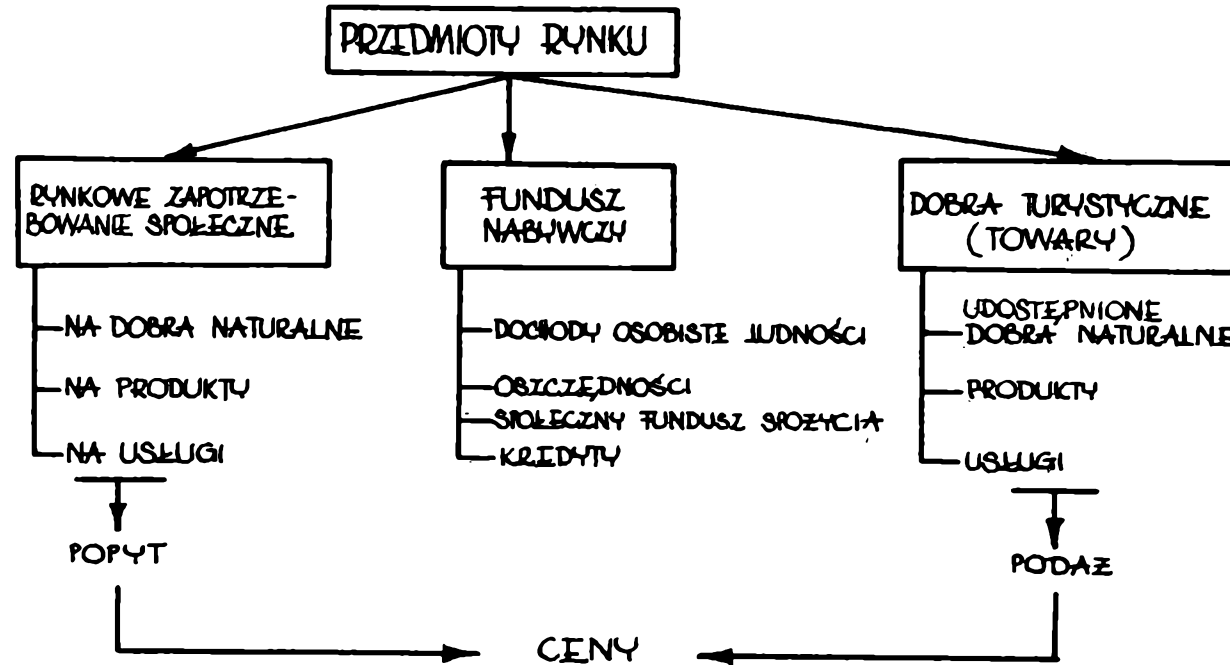 PRZEDMIOTY RYNKU
RYNKOWE ZAPOTRZE-
BOWANIE SPOŁECZNE
NA DOBRA NATURALNE
NA PRODUKTY
NA USŁUGI
POPYT
FUNDUSZ
NABYWCZY
DOCHODY OSOBISTE LUDNOŚCI
OSZCZĘDNOŚCI
SPOŁECZNY FUNDUSZ SPOŻYCIA
KREDYTY
DOBRA TURYSTYCZNE
(TOWARY)
UDOSTĘPNIONE
DOBRA NATURALNE
PRODUKTY
USŁUGI
PODAŻ
CENY